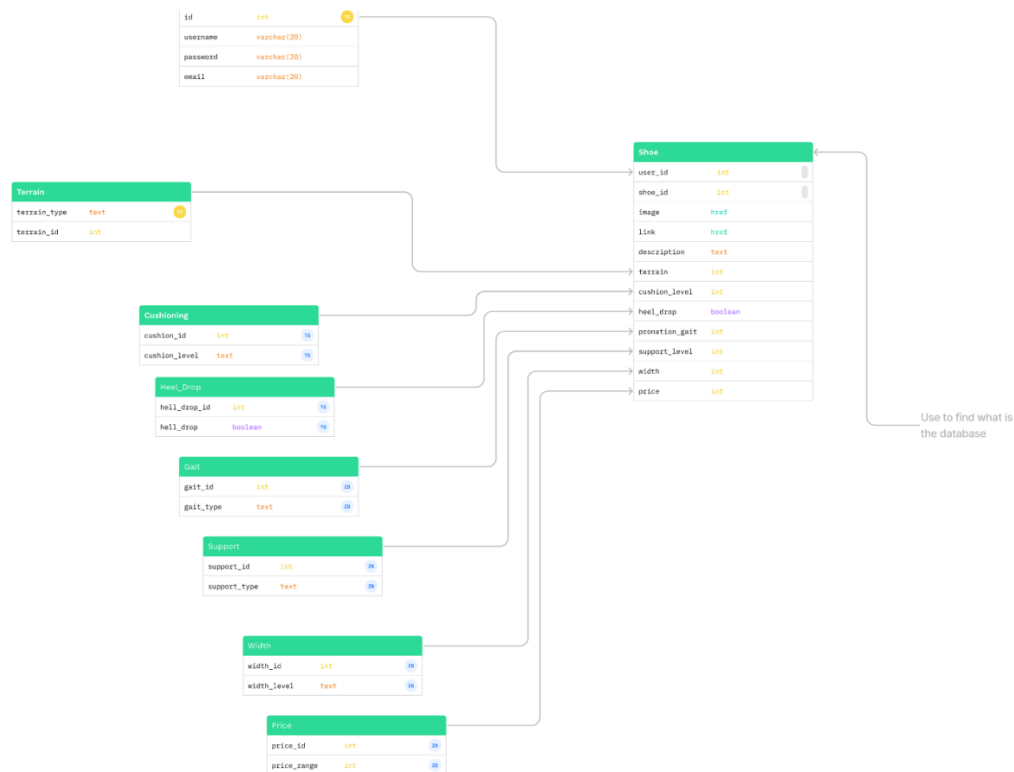 id int
username varchar(20)
password varchar(20)
email varchar(20)
Shoe
user_id int
shoe_id int
image href
link href
description text
terrain int
cushion_level int
heel_drop boolean
pronation_gait int
support_level int
width int
price int
Terrain
terrain_type text
terrain_id int
Cushioning
cushion_id int
cushion_level text
Heel_Drop
hell_drop_id int
hell_drop boolean
Gait
gait_id int
gait_type text
Support
support_id int
support_type text
Width
width_id int
width_level text
Price
price_id int
price_range int
Use to find what is
the database